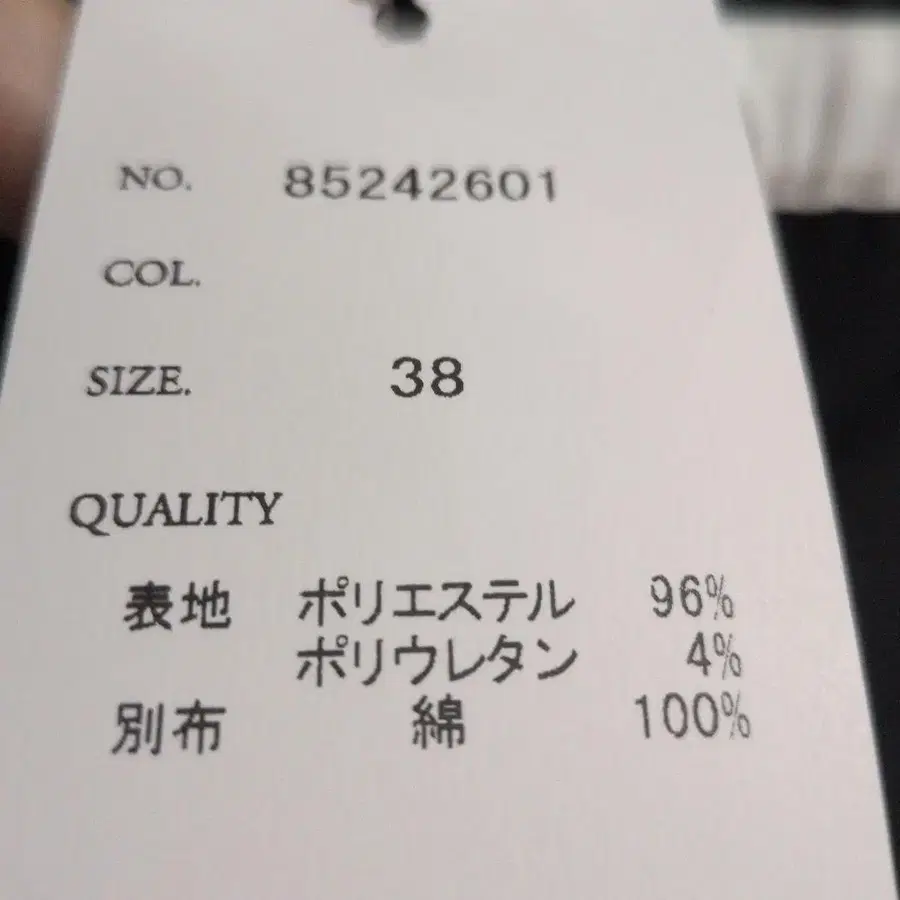 NO. 85242601
COL.
SIZE. 38
QUALITY
表地 ポリエステル 96%
ポリウレタン 4%
別布 綿 100%